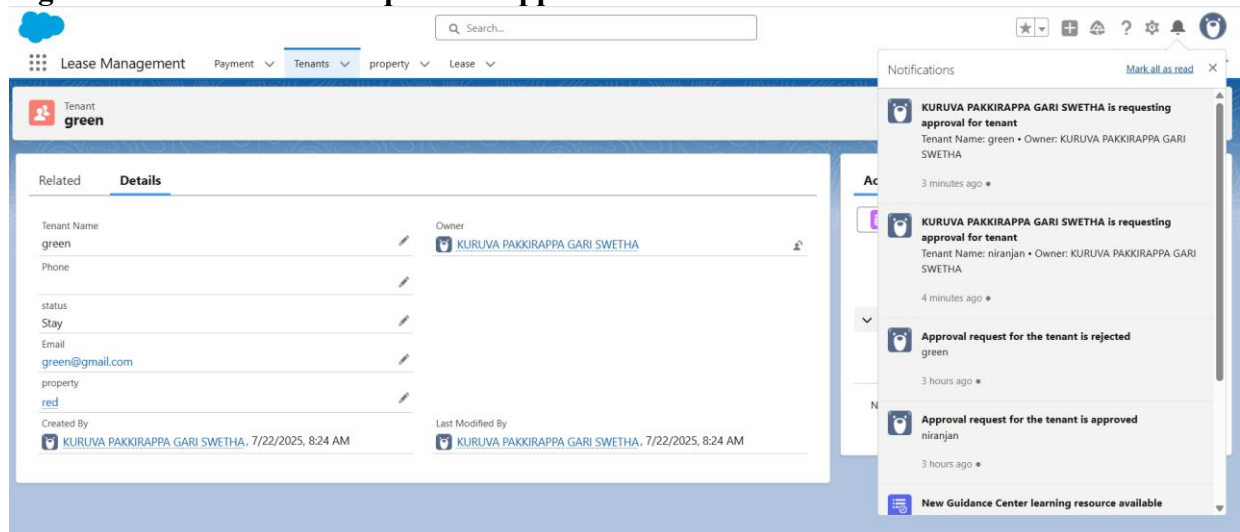 Search...
Lease Management
Payment
Tenants
property
Lease
Tenant
green
Related
Details
Tenant Name
green
Phone
status
Stay
Email
green@gmail.com
property
red
Created By
KURUVA PAKKIRAPPA GARI SWETHA, 7/22/2025, 8:24 AM
Owner
KURUVA PAKKIRAPPA GARI SWETHA
Last Modified By
KURUVA PAKKIRAPPA GARI SWETHA, 7/22/2025, 8:24 AM
Notifications
Mark all as read
KURUVA PAKKIRAPPA GARI SWETHA is requesting
approval for tenant
Tenant Name: green • Owner: KURUVA PAKKIRAPPA GARI
SWETHA
3 minutes ago
KURUVA PAKKIRAPPA GARI SWETHA is requesting
approval for tenant
Tenant Name: niranjan • Owner: KURUVA PAKKIRAPPA GARI
SWETHA
4 minutes ago
Approval request for the tenant is rejected
green
3 hours ago
Approval request for the tenant is approved
niranjan
3 hours ago
New Guidance Center learning resource available